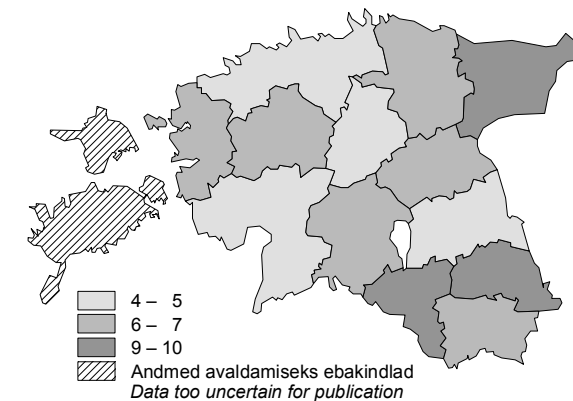 4 – 5
6 – 7
9 – 10
Andmed avaldamiseks ebakindlad
Data too uncertain for publication